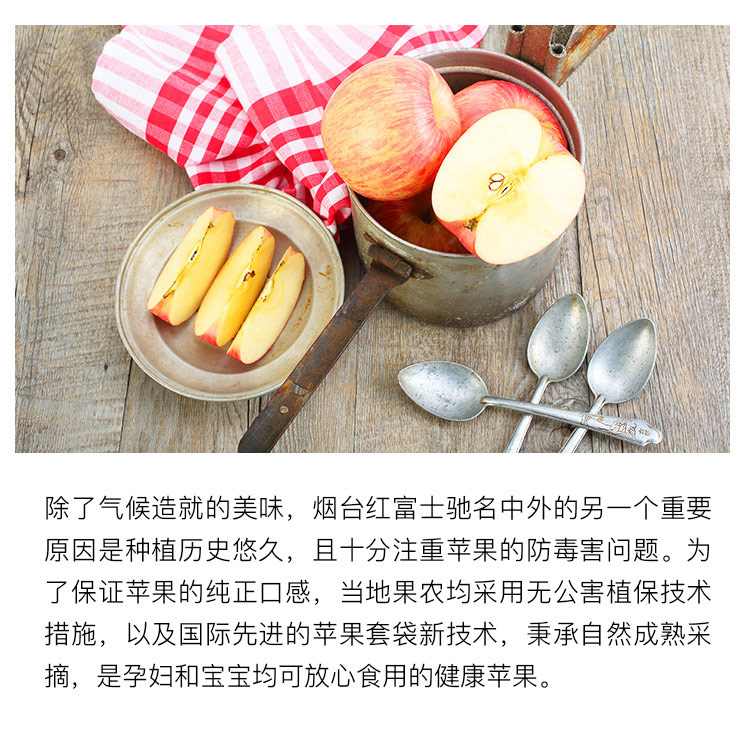 除了气候造就的美味，烟台红富士驰名中外的另一个重要
原因是种植历史悠久，且十分注重苹果的防毒害问题。为
了保证苹果的纯正口感，当地果农均采用无公害植保技术
措施，以及国际先进的苹果套袋新技术，秉承自然成熟采
摘，是孕妇和宝宝均可放心食用的健康苹果。